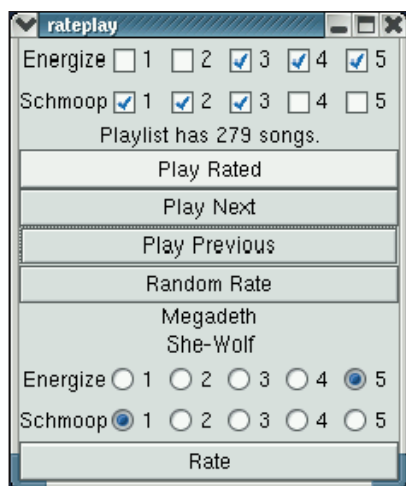 rateplay
Energize 1 2 3 4 5
Schmoop 1 2 3 4 5
Playlist has 279 songs.
Play Rated
Play Next
Play Previous
Random Rate
Megadeth
She-Wolf
Energize 1 2 3 4 5
Schmoop 1 2 3 4 5
Rate